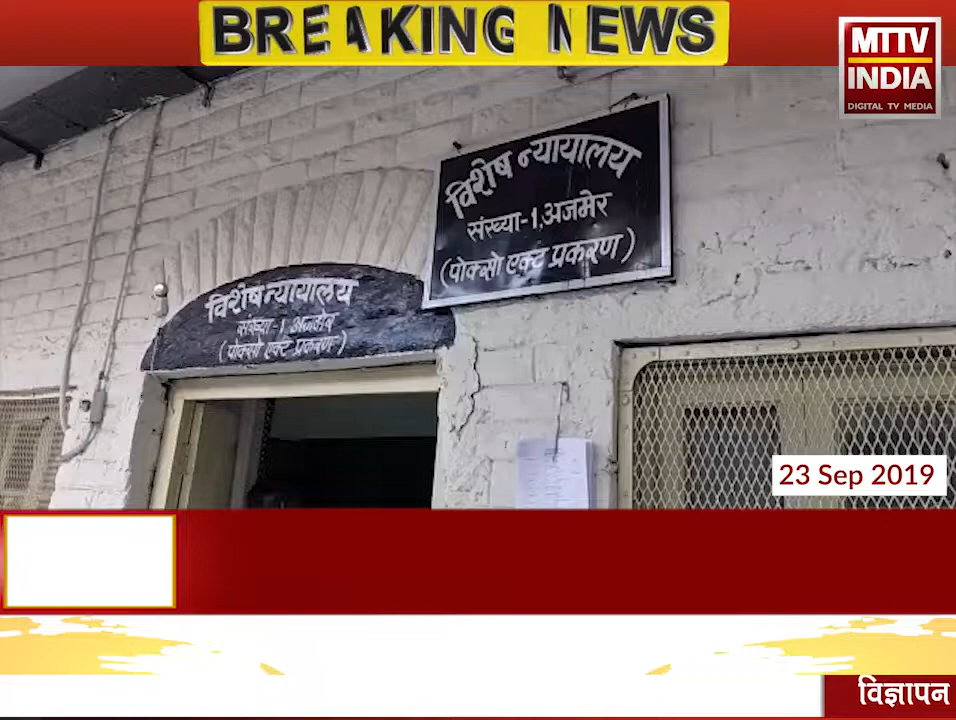 BREAKING NEWS
MTTV
INDIA
DIGITAL TV MEDIA
विशेष न्यायालय
संख्या-1,अजमेर
(पोक्सो एक्ट प्रकरण)
विशेष न्यायालय
संख्या-1 अजमेर
(पोक्सो एक्ट प्रकरण)
23 Sep 2019
विज्ञापन